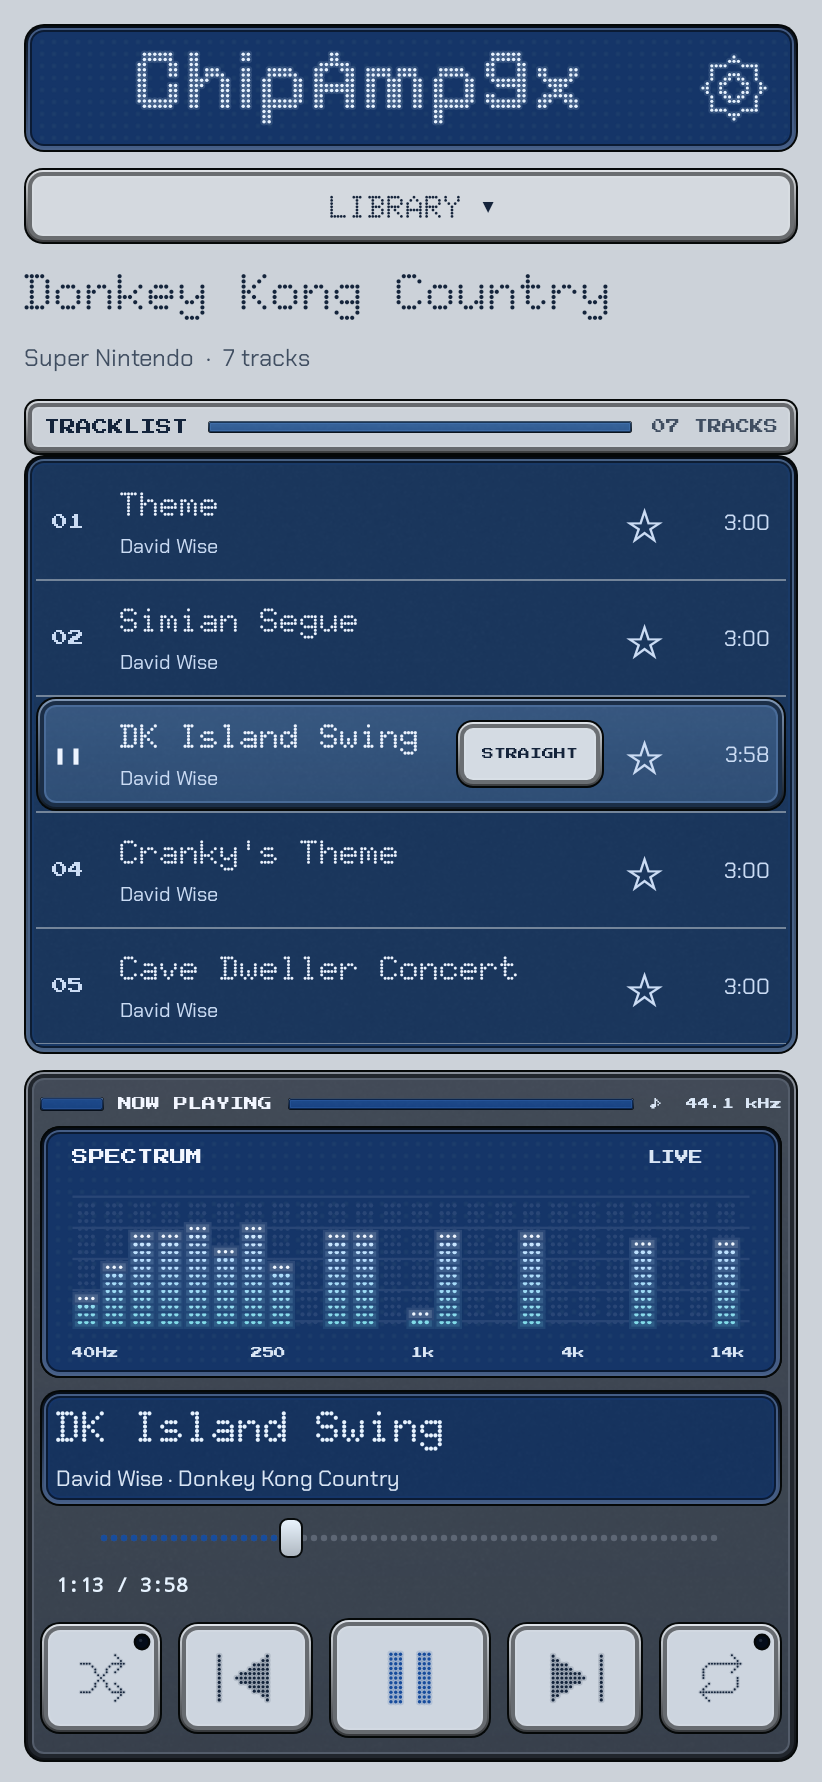 ChipAmp9x
LIBRARY ▼
Donkey Kong Country
Super Nintendo · 7 tracks
TRACKLIST 07 TRACKS
01 Theme 3:00
David Wise
02 Simian Segue 3:00
David Wise
DK Island Swing STRAIGHT 3:58
David Wise
04 Cranky's Theme 3:00
David Wise
05 Cave Dweller Concert 3:00
David Wise
NOW PLAYING ♪ 44.1 kHz
SPECTRUM LIVE
40Hz 250 1k 4k 14k
DK Island Swing
David Wise · Donkey Kong Country
1:13 / 3:58